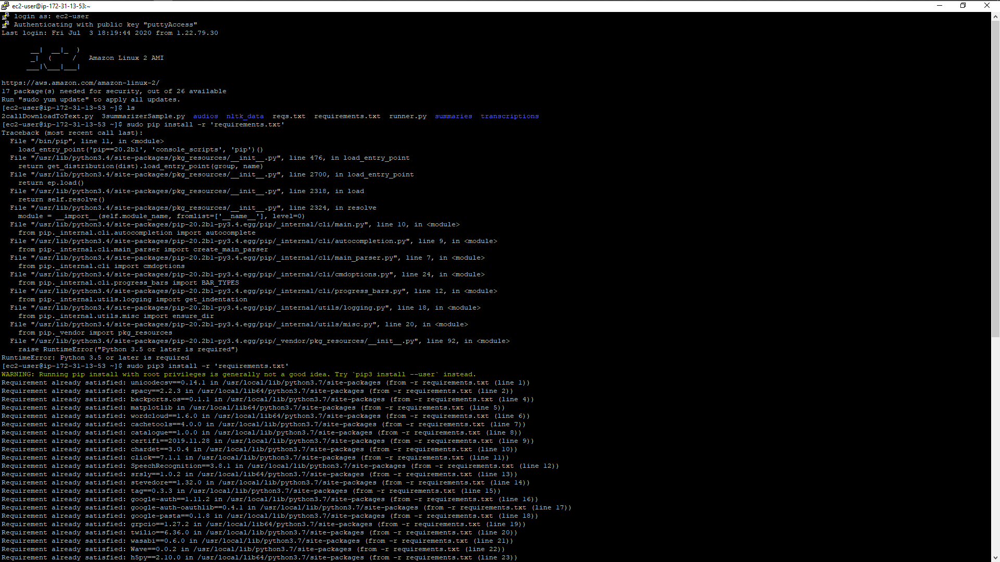 ec2-user@ip-172-31-13-53:~
login as: ec2-user
Authenticating with public key "puttyAccess"
Last login: Fri Jul  3 18:19:44 2020 from 1.22.79.30
       __|  __|_  )
       _|  (     /   Amazon Linux 2 AMI
      ___|\___|___|
https://aws.amazon.com/amazon-linux-2/
17 package(s) needed for security, out of 26 available
Run "sudo yum update" to apply all updates.
[ec2-user@ip-172-31-13-53 ~]$ ls
2callDownloadToText.py  3summarizerSample.py  audios  nltk_data  reqs.txt  requirements.txt  runner.py  summaries  transcriptions
[ec2-user@ip-172-31-13-53 ~]$ sudo pip install -r 'requirements.txt'
Traceback (most recent call last):
  File "/bin/pip", line 11, in <module>
    load_entry_point('pip==20.2b1', 'console_scripts', 'pip')()
  File "/usr/lib/python3.4/site-packages/pkg_resources/__init__.py", line 476, in load_entry_point
    return get_distribution(dist).load_entry_point(group, name)
  File "/usr/lib/python3.4/site-packages/pkg_resources/__init__.py", line 2700, in load_entry_point
    return ep.load()
  File "/usr/lib/python3.4/site-packages/pkg_resources/__init__.py", line 2318, in load
    return self.resolve()
  File "/usr/lib/python3.4/site-packages/pkg_resources/__init__.py", line 2324, in resolve
    module = __import__(self.module_name, fromlist=['__name__'], level=0)
  File "/usr/lib/python3.4/site-packages/pip-20.2b1-py3.4.egg/pip/_internal/cli/main.py", line 10, in <module>
    from pip._internal.cli.autocompletion import autocomplete
  File "/usr/lib/python3.4/site-packages/pip-20.2b1-py3.4.egg/pip/_internal/cli/autocompletion.py", line 9, in <module>
    from pip._internal.cli.main_parser import create_main_parser
  File "/usr/lib/python3.4/site-packages/pip-20.2b1-py3.4.egg/pip/_internal/cli/main_parser.py", line 7, in <module>
    from pip._internal.cli import cmdoptions
  File "/usr/lib/python3.4/site-packages/pip-20.2b1-py3.4.egg/pip/_internal/cli/cmdoptions.py", line 24, in <module>
    from pip._internal.cli.progress_bars import BAR_TYPES
  File "/usr/lib/python3.4/site-packages/pip-20.2b1-py3.4.egg/pip/_internal/cli/progress_bars.py", line 12, in <module>
    from pip._internal.utils.logging import get_indentation
  File "/usr/lib/python3.4/site-packages/pip-20.2b1-py3.4.egg/pip/_internal/utils/logging.py", line 18, in <module>
    from pip._internal.utils.misc import ensure_dir
  File "/usr/lib/python3.4/site-packages/pip-20.2b1-py3.4.egg/pip/_internal/utils/misc.py", line 20, in <module>
    from pip._vendor import pkg_resources
  File "/usr/lib/python3.4/site-packages/pip-20.2b1-py3.4.egg/pip/_vendor/pkg_resources/__init__.py", line 92, in <module>
    raise RuntimeError("Python 3.5 or later is required")
RuntimeError: Python 3.5 or later is required
[ec2-user@ip-172-31-13-53 ~]$ sudo pip3 install -r 'requirements.txt'
WARNING: Running pip install with root privileges is generally not a good idea. Try `pip3 install --user` instead.
Requirement already satisfied: unicodecsv==0.14.1 in /usr/local/lib/python3.7/site-packages (from -r requirements.txt (line 1))
Requirement already satisfied: spacy==2.2.3 in /usr/local/lib64/python3.7/site-packages (from -r requirements.txt (line 2))
Requirement already satisfied: backports.os==0.1.1 in /usr/local/lib/python3.7/site-packages (from -r requirements.txt (line 4))
Requirement already satisfied: matplotlib in /usr/local/lib64/python3.7/site-packages (from -r requirements.txt (line 5))
Requirement already satisfied: wordcloud==1.6.0 in /usr/local/lib64/python3.7/site-packages (from -r requirements.txt (line 6))
Requirement already satisfied: cachetools==4.0.0 in /usr/local/lib/python3.7/site-packages (from -r requirements.txt (line 7))
Requirement already satisfied: catalogue==1.0.0 in /usr/local/lib/python3.7/site-packages (from -r requirements.txt (line 8))
Requirement already satisfied: certifi==2019.11.28 in /usr/local/lib/python3.7/site-packages (from -r requirements.txt (line 9))
Requirement already satisfied: chardet==3.0.4 in /usr/local/lib/python3.7/site-packages (from -r requirements.txt (line 10))
Requirement already satisfied: click==7.1.1 in /usr/local/lib/python3.7/site-packages (from -r requirements.txt (line 11))
Requirement already satisfied: SpeechRecognition==3.8.1 in /usr/local/lib/python3.7/site-packages (from -r requirements.txt (line 12))
Requirement already satisfied: srsly==1.0.2 in /usr/local/lib64/python3.7/site-packages (from -r requirements.txt (line 13))
Requirement already satisfied: stevedore==1.32.0 in /usr/local/lib/python3.7/site-packages (from -r requirements.txt (line 14))
Requirement already satisfied: tag==0.3.3 in /usr/local/lib/python3.7/site-packages (from -r requirements.txt (line 15))
Requirement already satisfied: google-auth==1.11.2 in /usr/local/lib/python3.7/site-packages (from -r requirements.txt (line 16))
Requirement already satisfied: google-auth-oauthlib==0.4.1 in /usr/local/lib/python3.7/site-packages (from -r requirements.txt (line 17))
Requirement already satisfied: google-pasta==0.1.8 in /usr/local/lib/python3.7/site-packages (from -r requirements.txt (line 18))
Requirement already satisfied: grpcio==1.27.2 in /usr/local/lib64/python3.7/site-packages (from -r requirements.txt (line 19))
Requirement already satisfied: twilio==6.36.0 in /usr/local/lib/python3.7/site-packages (from -r requirements.txt (line 20))
Requirement already satisfied: wasabi==0.6.0 in /usr/local/lib/python3.7/site-packages (from -r requirements.txt (line 21))
Requirement already satisfied: Wave==0.0.2 in /usr/local/lib/python3.7/site-packages (from -r requirements.txt (line 22))
Requirement already satisfied: h5py==2.10.0 in /usr/local/lib64/python3.7/site-packages (from -r requirements.txt (line 23))